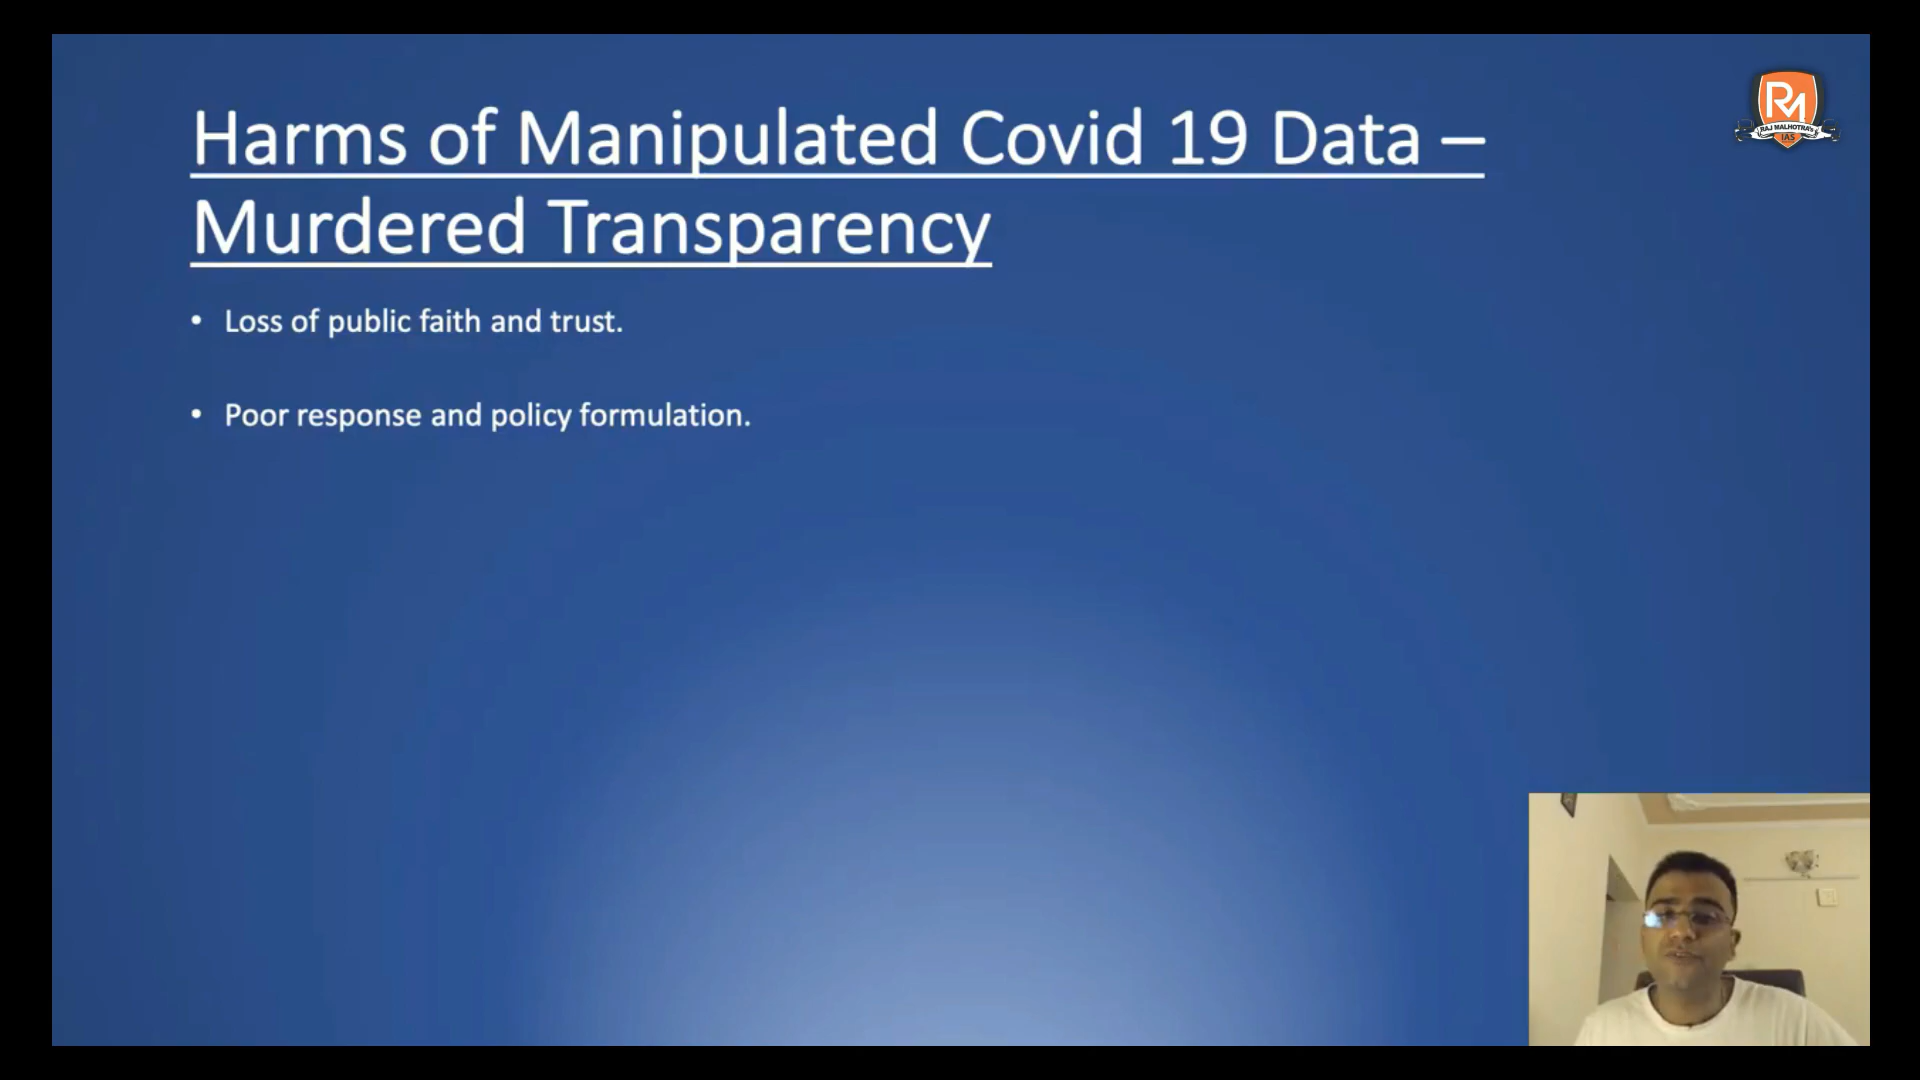 Harms of Manipulated Covid 19 Data –
Murdered Transparency
• Loss of public faith and trust.
• Poor response and policy formulation.
RM
RAJ MALHOTRA'S
IAS